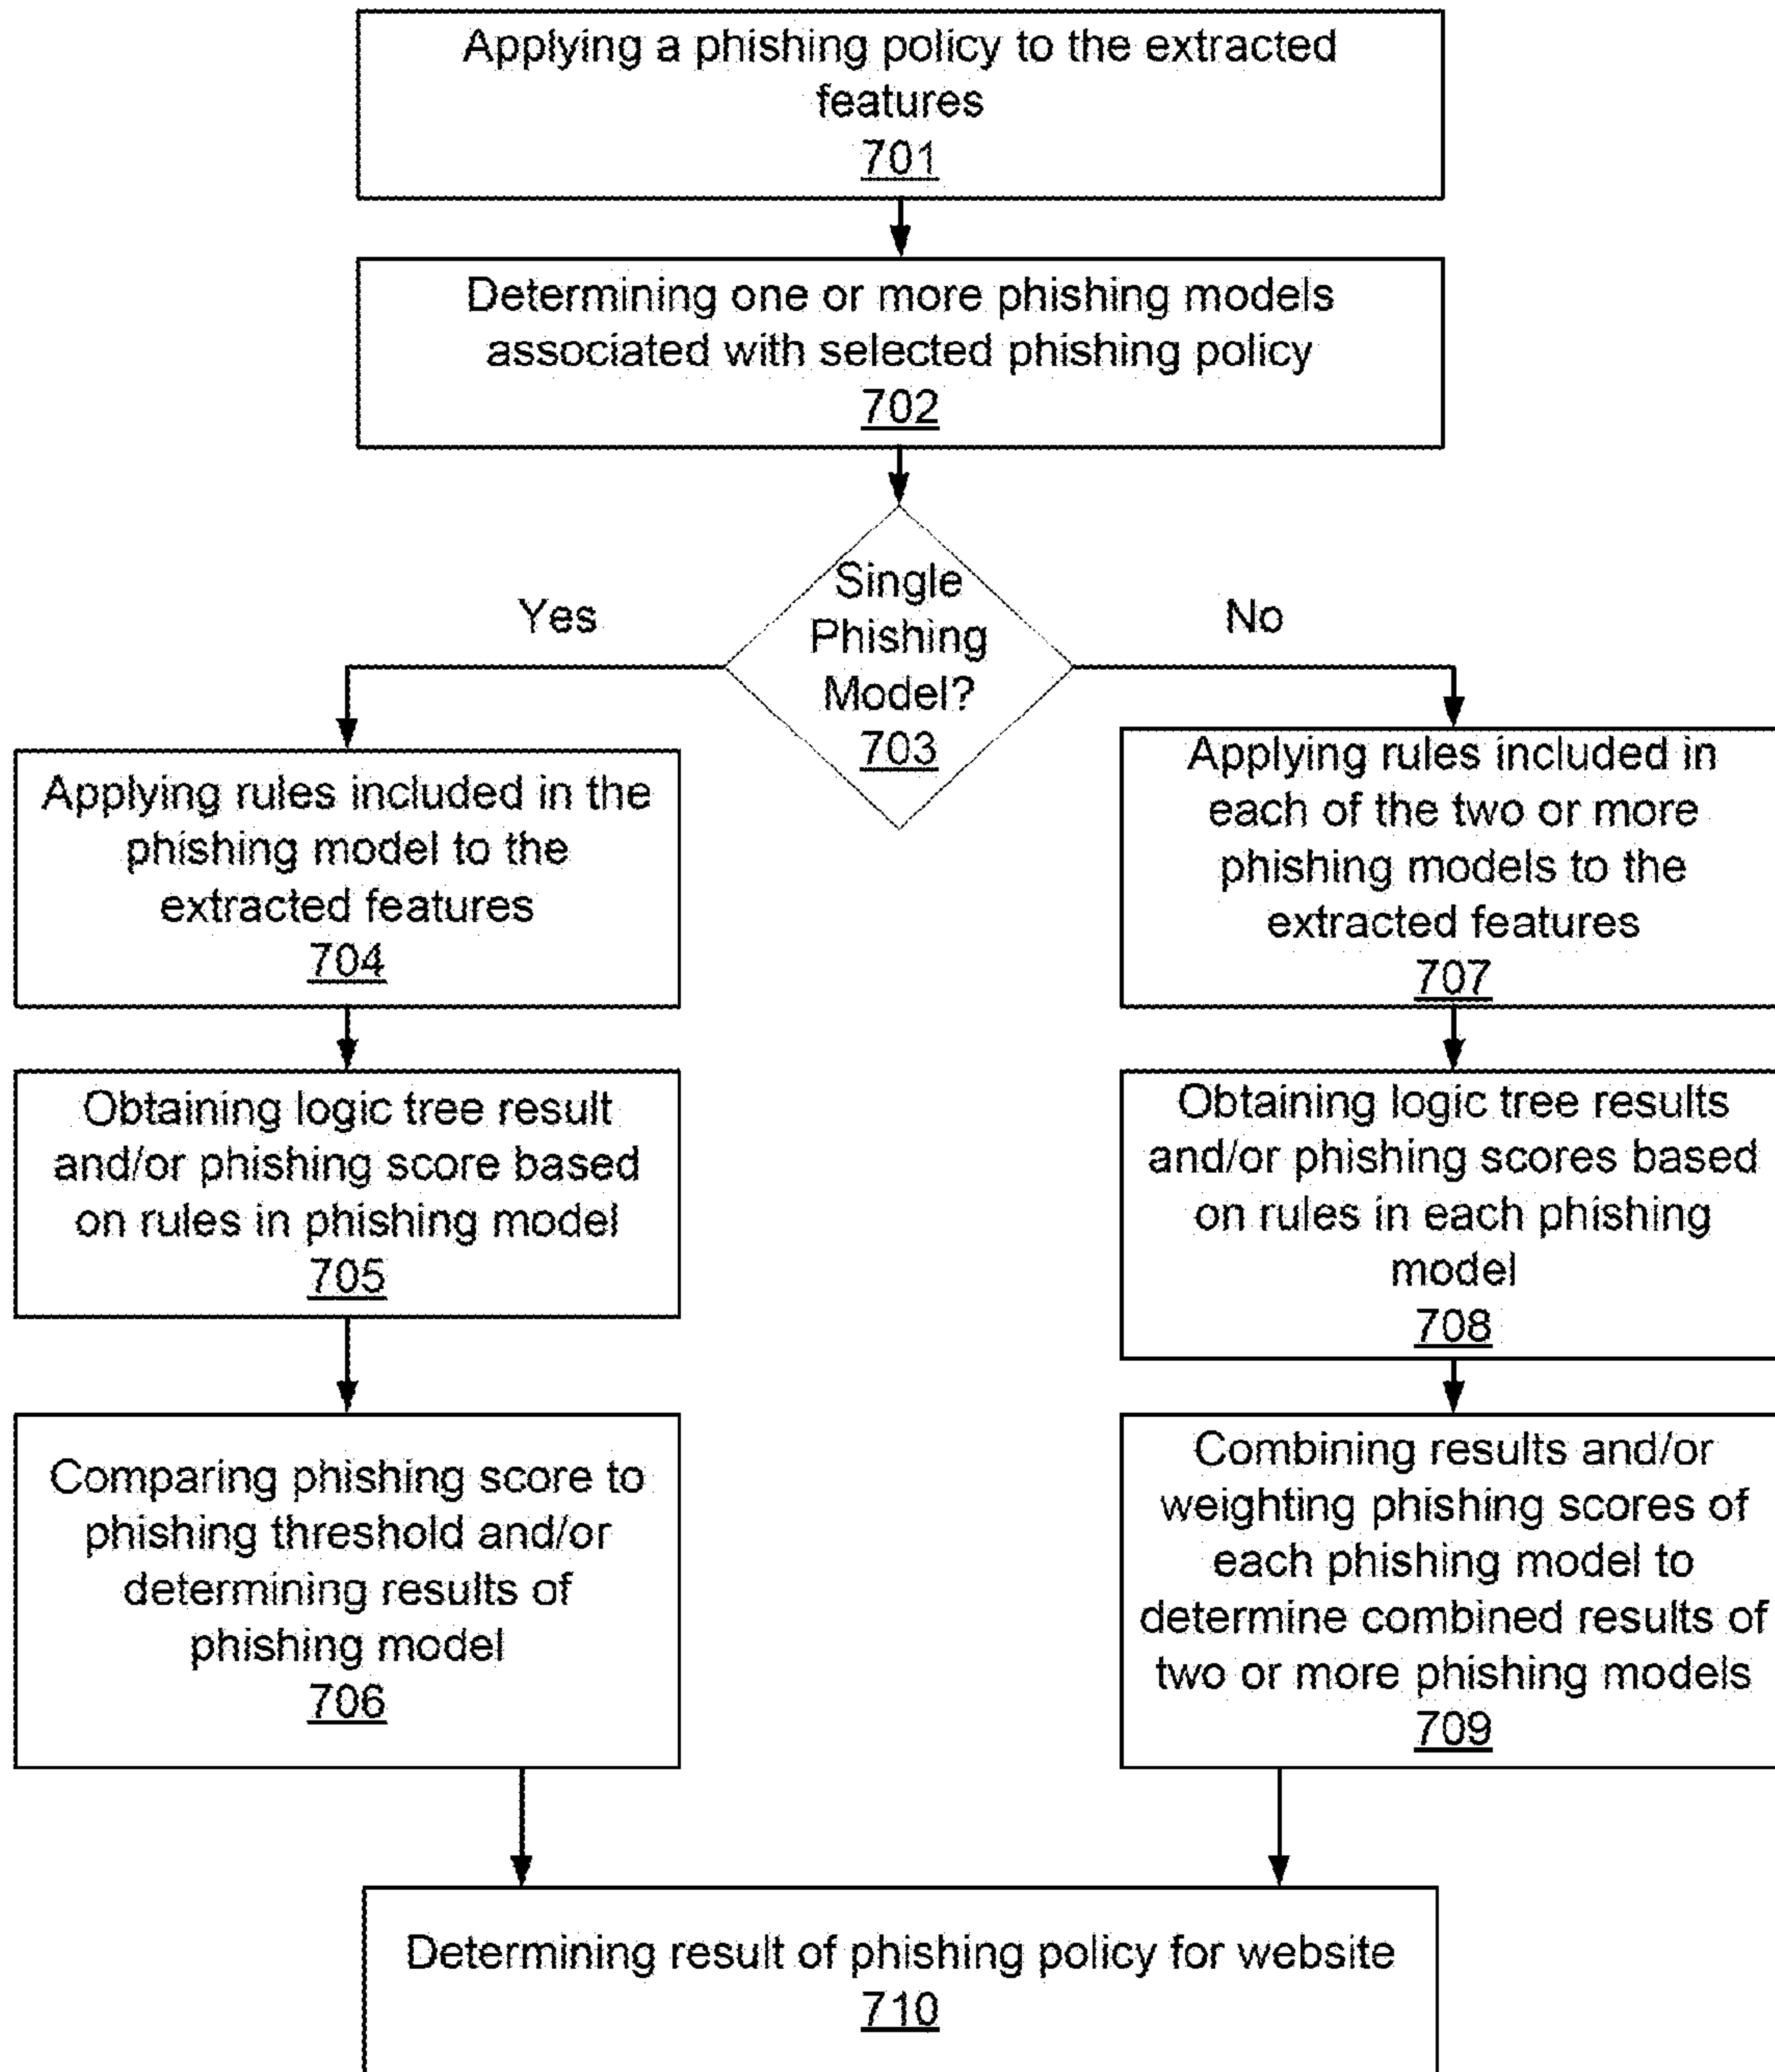 Applying a phishing policy to the extracted
features
701
Determining one or more phishing models
associated with selected phishing policy
702
Single
Phishing
Model?
703
Yes
No
Applying rules included in the
phishing model to the
extracted features
704
Obtaining logic tree result
and/or phishing score based
on rules in phishing model
705
Comparing phishing score to
phishing threshold and/or
determining results of
phishing model
706
Applying rules included in
each of the two or more
phishing models to the
extracted features
707
Obtaining logic tree results
and/or phishing scores based
on rules in each phishing
model
708
Combining results and/or
weighting phishing scores of
each phishing model to
determine combined results of
two or more phishing models
709
Determining result of phishing policy for website
710